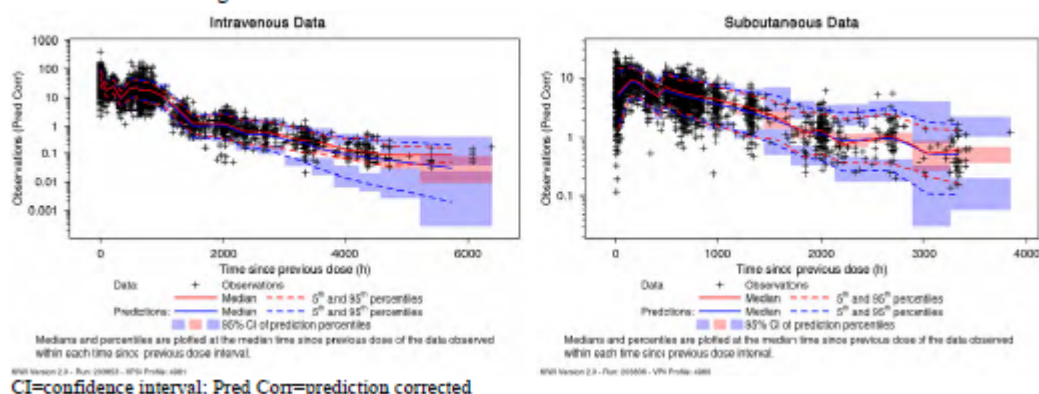 Intravenous Data
Subcutaneous Data
Observations (Pred Corr)
1000
100
10
1
0.1
0.01
0.001
0
2000
4000
6000
Time since previous dose (h)
Observations (Pred Corr)
10
1
0.1
0
1000
2000
3000
4000
Time since previous dose (h)
Data: + Observations
Median 5th and 95th percentiles
Predictions: Median 5th and 95th percentiles
95% CI of prediction percentiles
Medians and percentiles are plotted at the median time since previous dose of the data observed
within each time since previous dose interval.
Data: + Observations
Median 5th and 95th percentiles
Predictions: Median 5th and 95th percentiles
95% CI of prediction percentiles
Medians and percentiles are plotted at the median time since previous dose of the data observed
within each time since previous dose interval.
CI=confidence interval; Pred Corr=prediction corrected